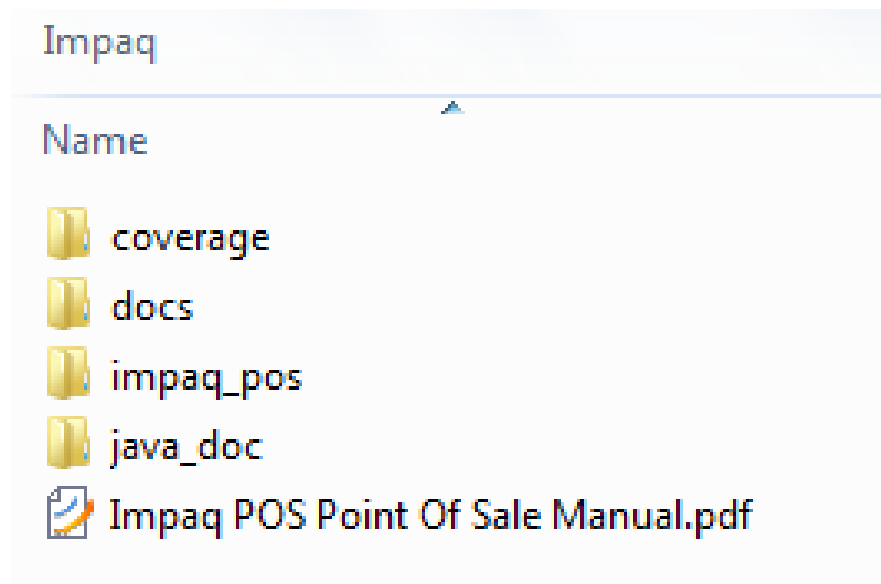 Impaq
Name
coverage
docs
impaq_pos
java_doc
Impaq POS Point Of Sale Manual.pdf